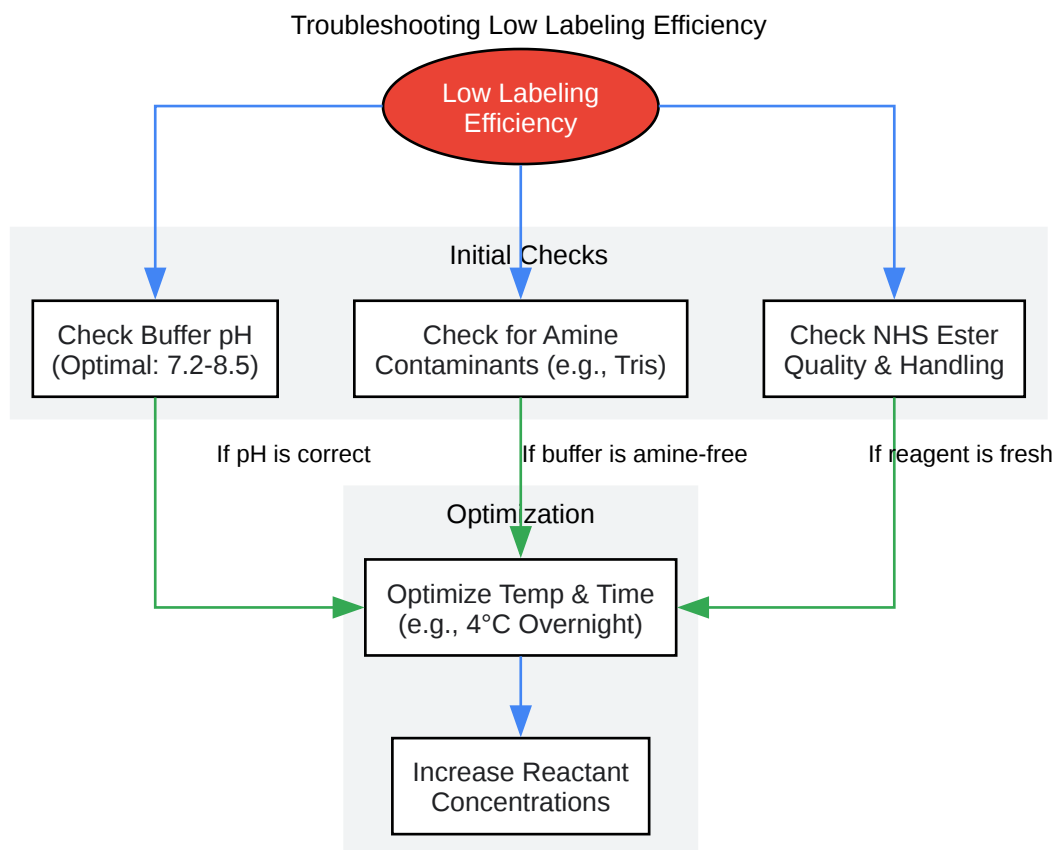 Troubleshooting Low Labeling Efficiency
Low Labeling
Efficiency
Initial Checks
Check Buffer pH
(Optimal: 7.2-8.5)
Check for Amine
Contaminants (e.g., Tris)
Check NHS Ester
Quality & Handling
If pH is correct
If buffer is amine-free
If reagent is fresh
Optimization
Optimize Temp & Time
(e.g., 4°C Overnight)
Increase Reactant
Concentrations